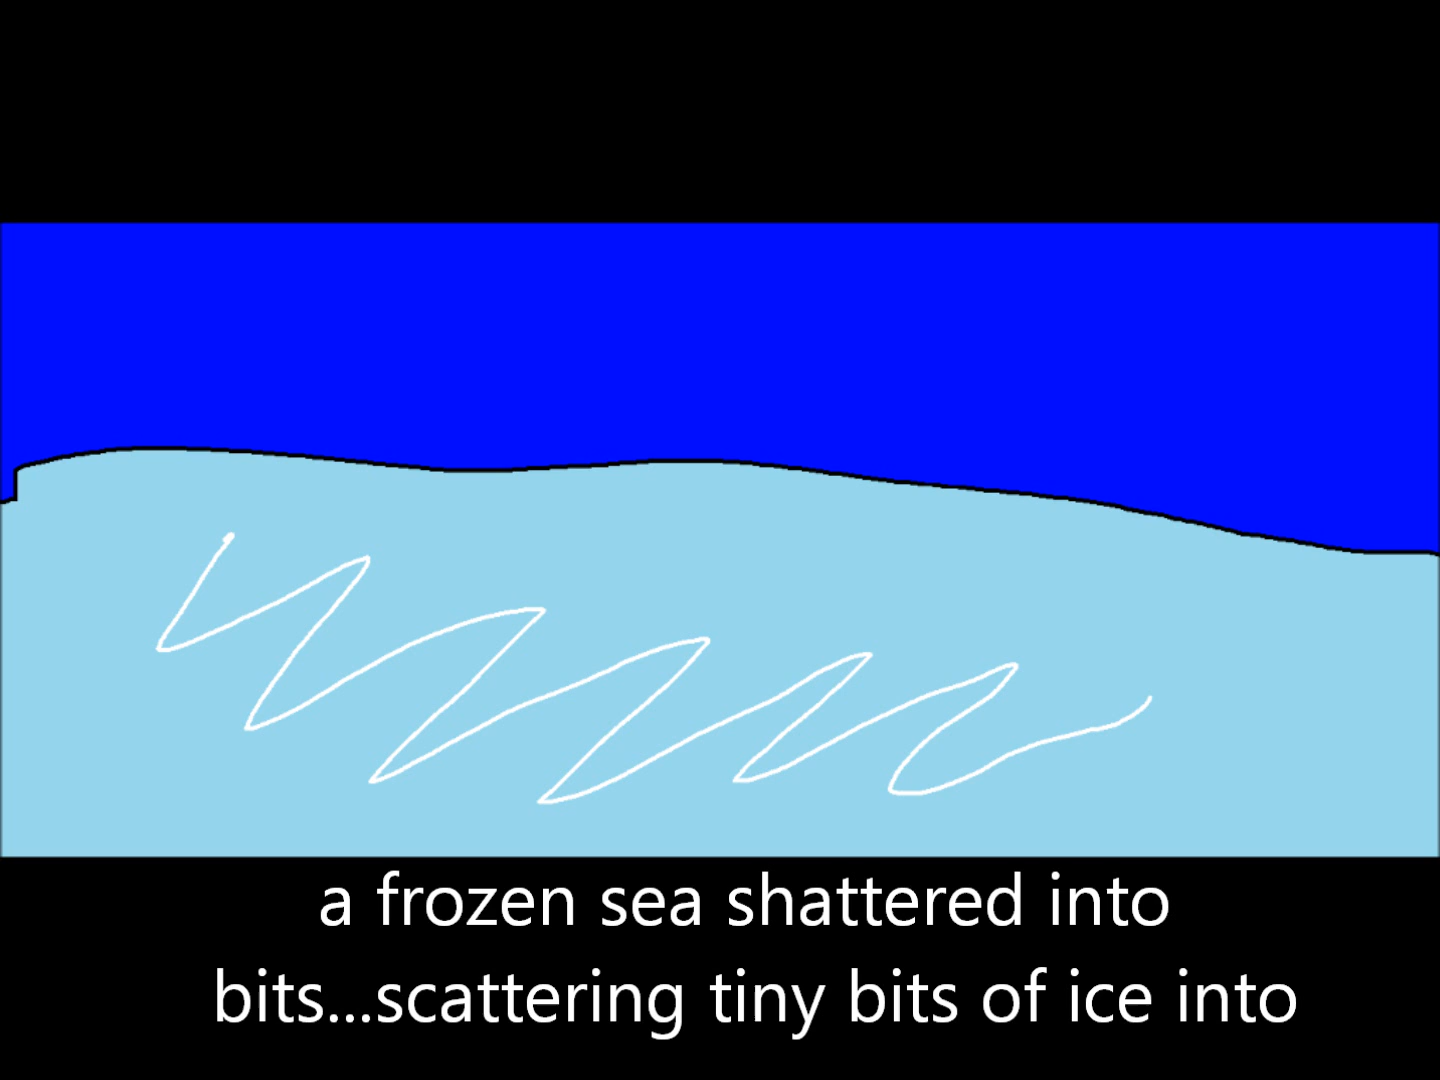 a frozen sea shattered into
bits...scattering tiny bits of ice into